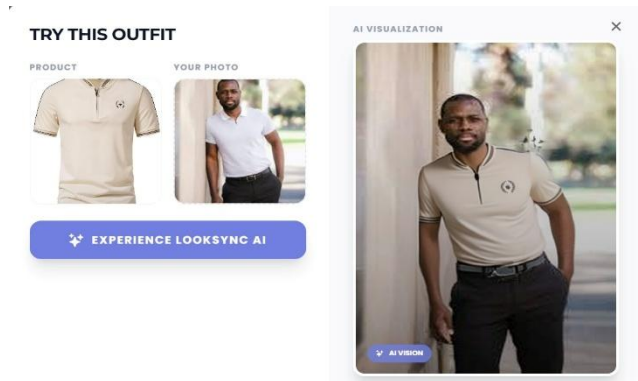 TRY THIS OUTFIT
PRODUCT
YOUR PHOTO
EXPERIENCE LOOKSYNC AI
AI VISUALIZATION
AI VISION